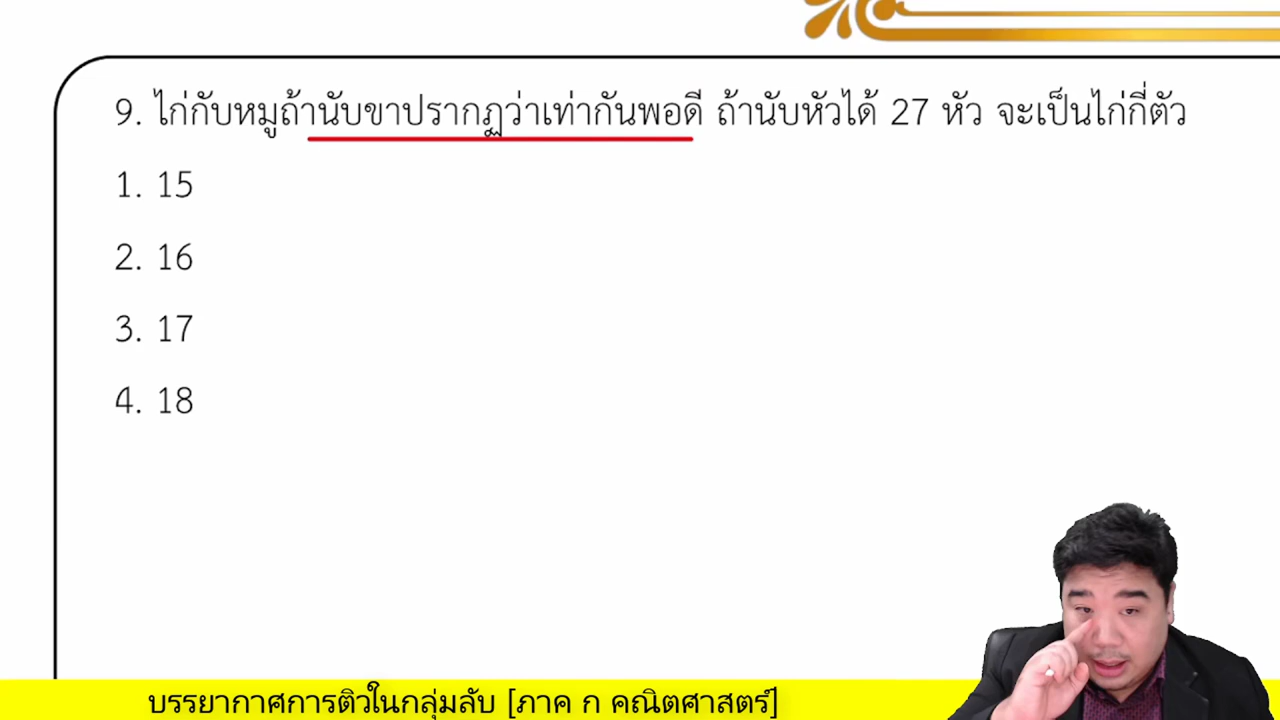 9. ไก่กับหมูถ้านับขาปรากฏว่าเท่ากันพอดี ถ้านับหัวได้ 27 หัว จะเป็นไก่กี่ตัว
1. 15
2. 16
3. 17
4. 18
บรรยากาศการติวในกลุ่มลับ [ภาค ก คณิตศาสตร์]